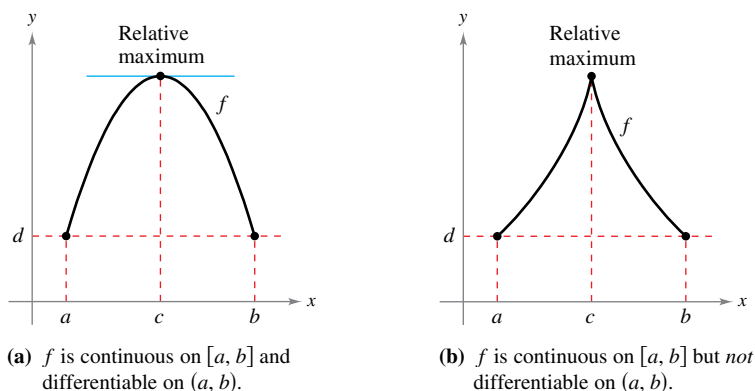 y
Relative
maximum
f
d
a
c
b
x
(a) f is continuous on [a, b] and
differentiable on (a, b).
y
Relative
maximum
f
d
a
c
b
x
(b) f is continuous on [a, b] but not
differentiable on (a, b).